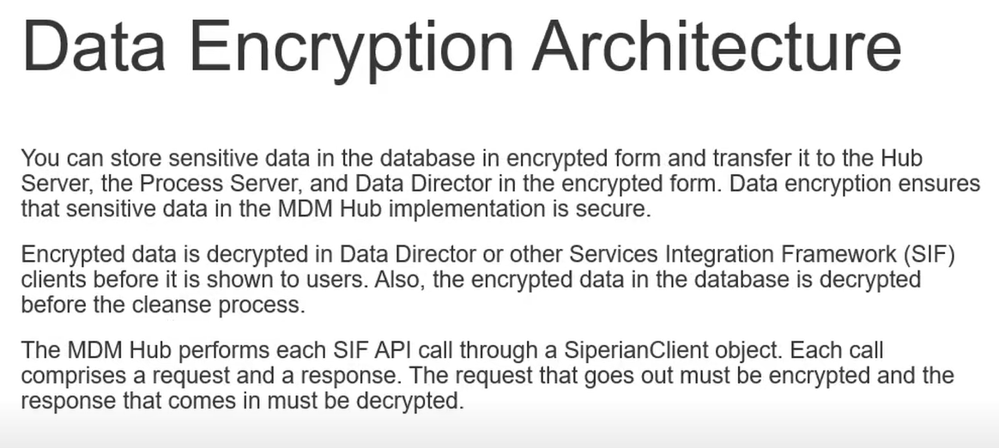 Data Encryption Architecture
You can store sensitive data in the database in encrypted form and transfer it to the Hub
Server, the Process Server, and Data Director in the encrypted form. Data encryption ensures
that sensitive data in the MDM Hub implementation is secure.
Encrypted data is decrypted in Data Director or other Services Integration Framework (SIF)
clients before it is shown to users. Also, the encrypted data in the database is decrypted
before the cleanse process.
The MDM Hub performs each SIF API call through a SiperianClient object. Each call
comprises a request and a response. The request that goes out must be encrypted and the
response that comes in must be decrypted.